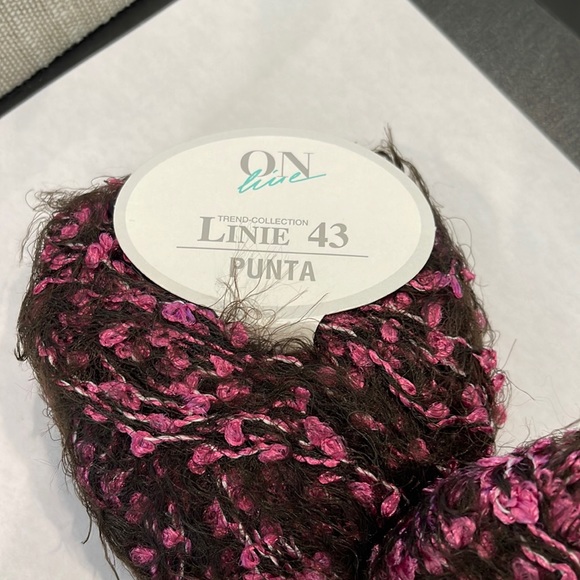 ON
line
TREND-COLLECTION
LINIE 43
PUNTA